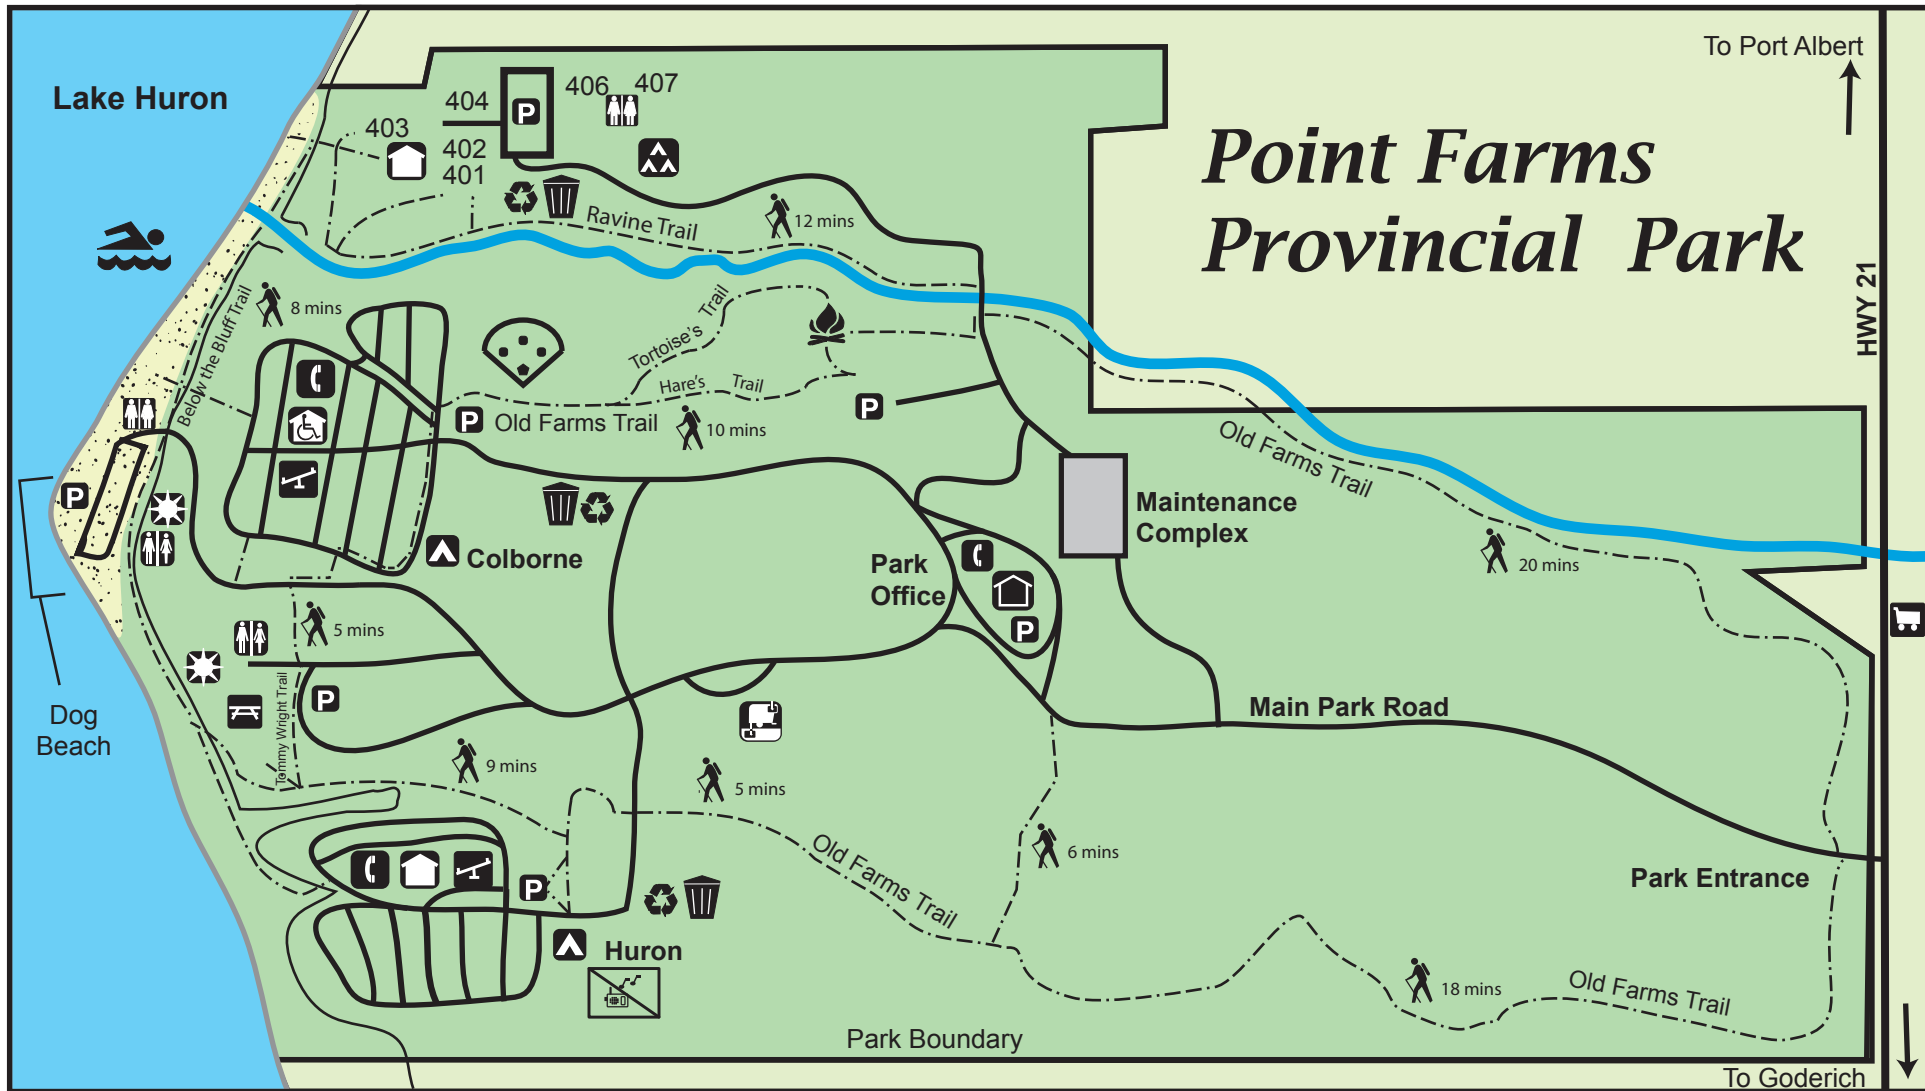 To Port Albert
Lake Huron
404
406
407
P
403
402
401
Point Farms
Provincial Park
Ravine Trail
12 mins
HWY 21
8 mins
Below the Bluff Trail
Tortoise's Trail
Hare's Trail
P
Old Farms Trail
10 mins
P
Old Farms Trail
P
Maintenance
Complex
Colborne
Park
Office
20 mins
P
5 mins
Dog
Beach
P
Tommy Wright Trail
Main Park Road
9 mins
5 mins
6 mins
Old Farms Trail
Park Entrance
P
Huron
18 mins
Old Farms Trail
Park Boundary
To Goderich